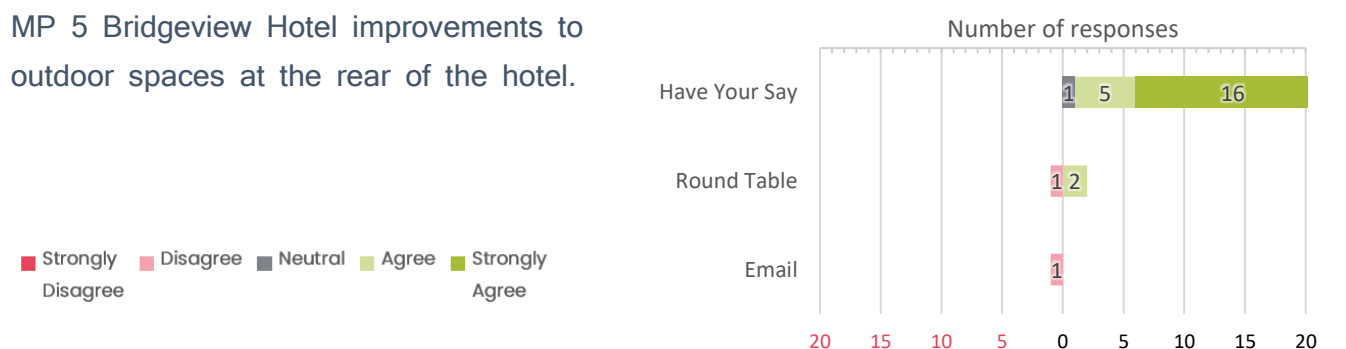 MP 5 Bridgeview Hotel improvements to
outdoor spaces at the rear of the hotel.
Strongly Disagree
Disagree
Neutral
Agree
Strongly Agree
Number of responses
Have Your Say
1 5 16
Round Table
1 2
Email
1
20 15 10 5 0 5 10 15 20